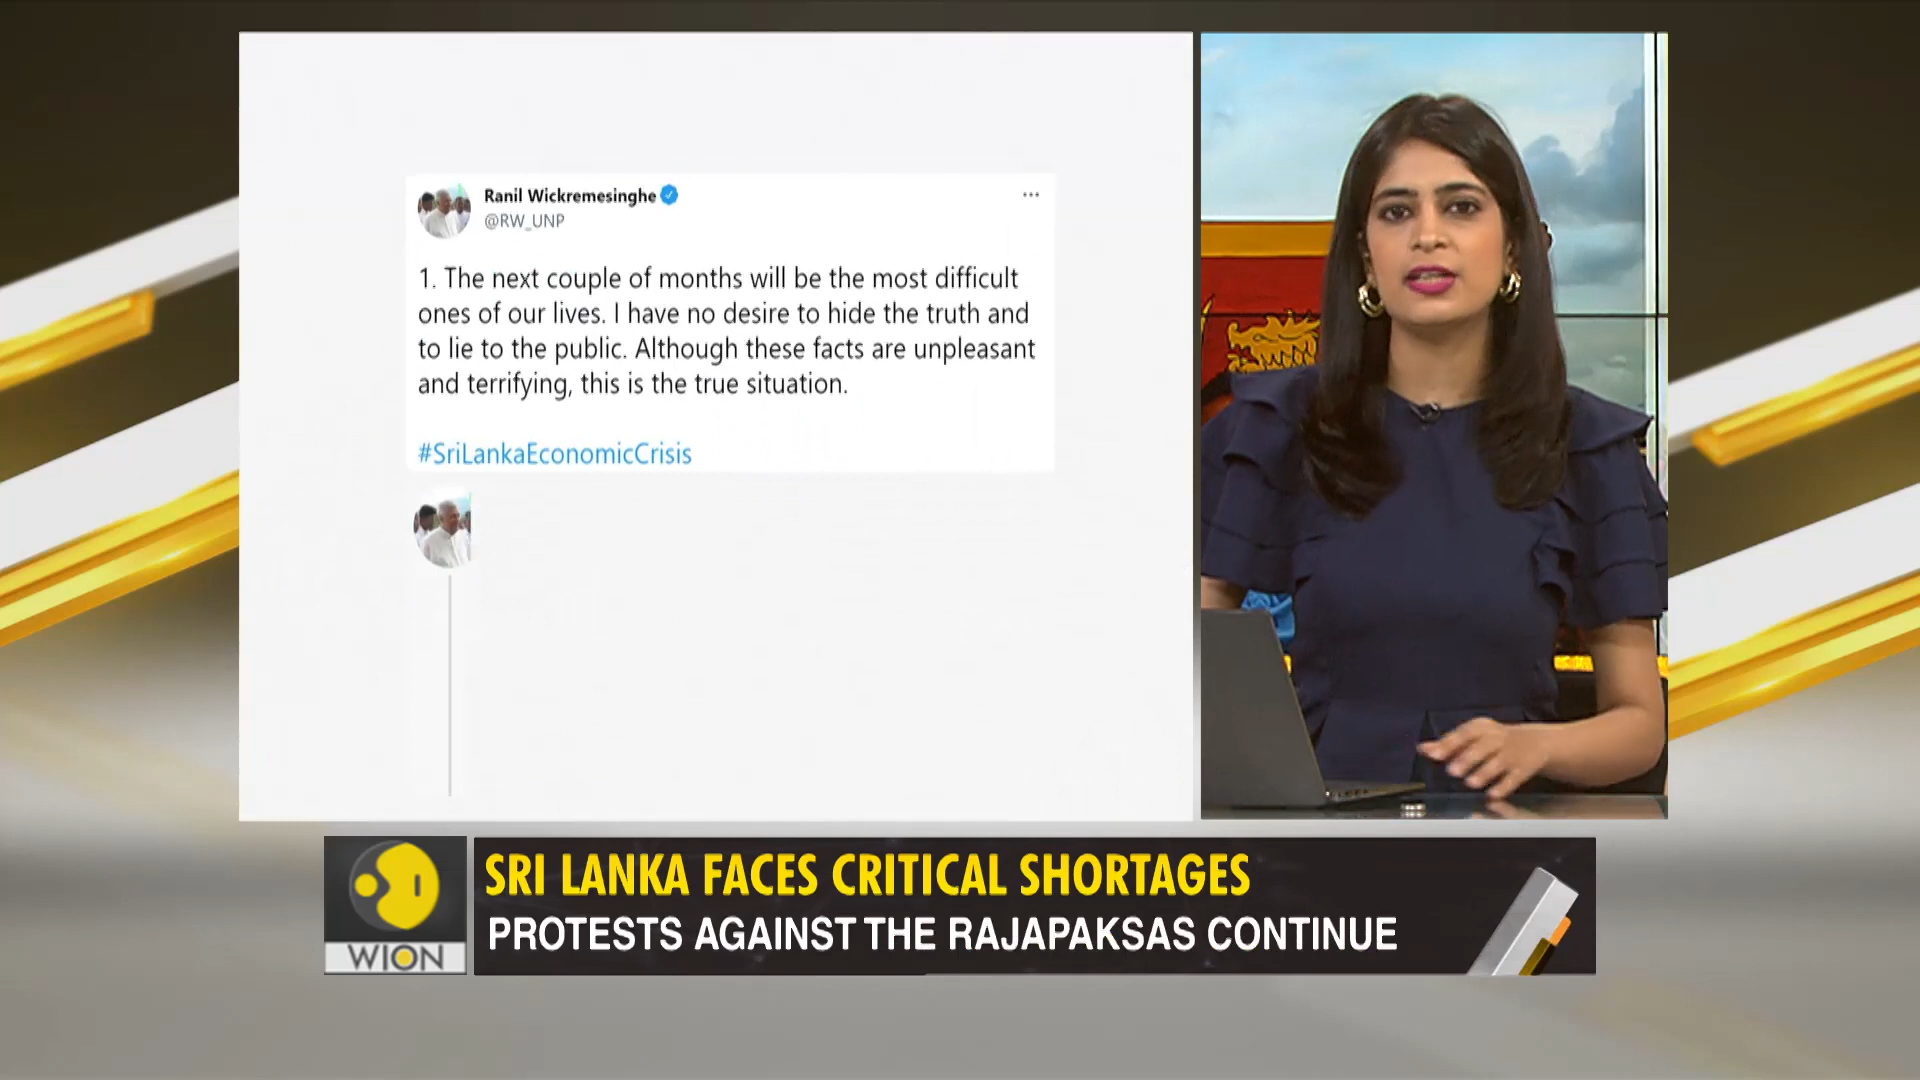 Ranil Wickremesinghe
@RW_UNP
1. The next couple of months will be the most difficult
ones of our lives. I have no desire to hide the truth and
to lie to the public. Although these facts are unpleasant
and terrifying, this is the true situation.
#SriLankaEconomicCrisis
SRI LANKA FACES CRITICAL SHORTAGES
PROTESTS AGAINST THE RAJAPAKSAS CONTINUE
WION